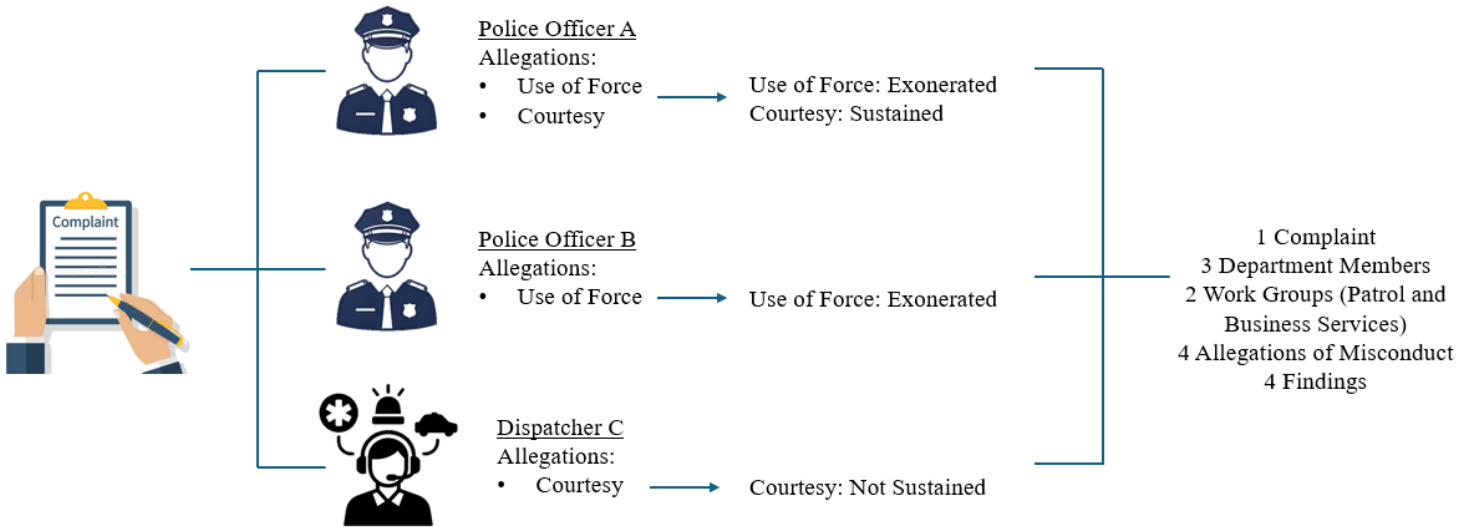 Complaint
Police Officer A
Allegations:
• Use of Force
• Courtesy
Use of Force: Exonerated
Courtesy: Sustained
Police Officer B
Allegations:
• Use of Force
Use of Force: Exonerated
Dispatcher C
Allegations:
• Courtesy
Courtesy: Not Sustained
1 Complaint
3 Department Members
2 Work Groups (Patrol and
Business Services)
4 Allegations of Misconduct
4 Findings